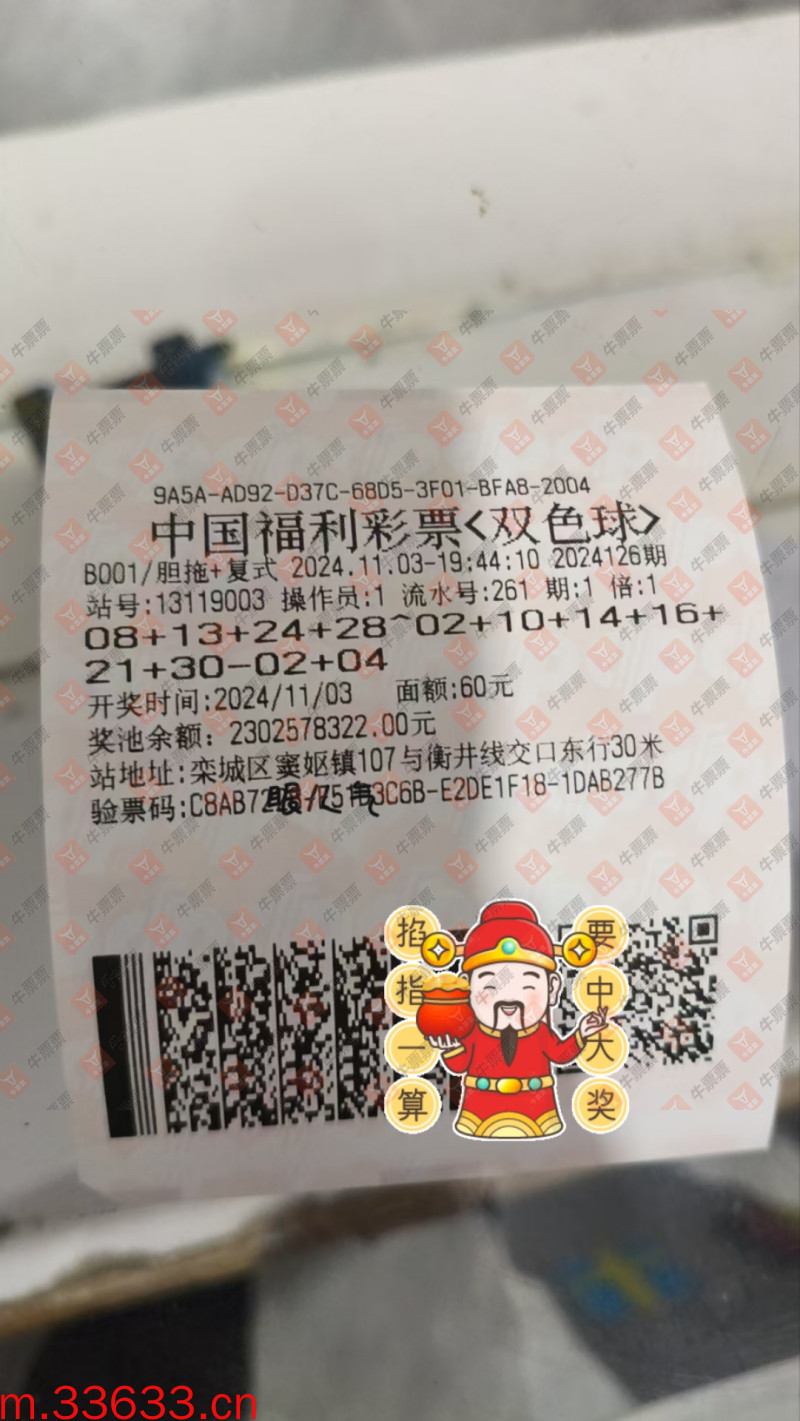 9A5A-AD92-D37C-68D5-3F01-BFA8-2004
中国福利彩票<双色球>
B001/胆拖+复式 2024.11.03-19:44:10 2024126期
站号:13119003 操作员:1 流水号:261 期:1 倍:1
08+13+24+28~02+10+14+16+
21+30-02+04
开奖时间:2024/11/03 面额:60元
奖池余额: 2302578322.00元
站地址:栾城区窦妪镇107与衡井线交口东行30米
验票码:C8AB72 3C6B-E2DE1F18-1DAB277B
掐指一算
要中大奖
牛票票
m.33633.cn